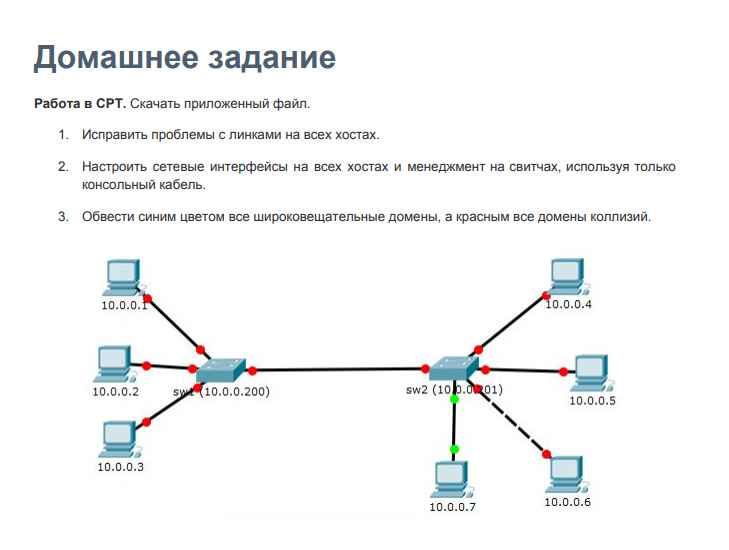 Домашнее задание
Работа в CPT. Скачать приложенный файл.
1. Исправить проблемы с линками на всех хостах.
2. Настроить сетевые интерфейсы на всех хостах и менеджмент на свитчах, используя только
консольный кабель.
3. Обвести синим цветом все широковещательные домены, а красным все домены коллизий.
10.0.0.1
10.0.0.4
10.0.0.2
sw1 (10.0.0.200)
sw2 (10.0.0.201)
10.0.0.5
10.0.0.3
10.0.0.7
10.0.0.6